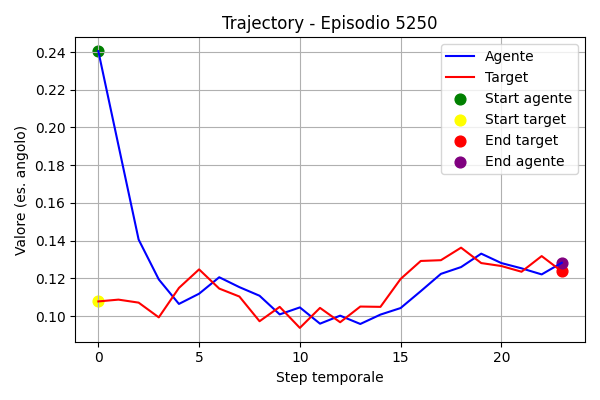 Trajectory - Episodio 5250
Valore (es. angolo)
0.24
0.22
0.20
0.18
0.16
0.14
0.12
0.10
0
5
10
15
20
Step temporale
Agente
Target
Start agente
Start target
End target
End agente